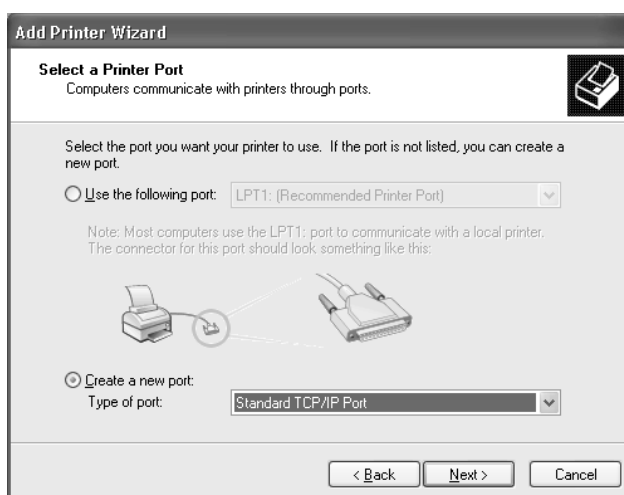 Add Printer Wizard
Select a Printer Port
Computers communicate with printers through ports.
Select the port you want your printer to use. If the port is not listed, you can create a
new port.
Use the following port: LPT1: (Recommended Printer Port)
Note: Most computers use the LPT1: port to communicate with a local printer.
The connector for this port should look something like this:
Create a new port:
Type of port: Standard TCP/IP Port
< Back Next > Cancel